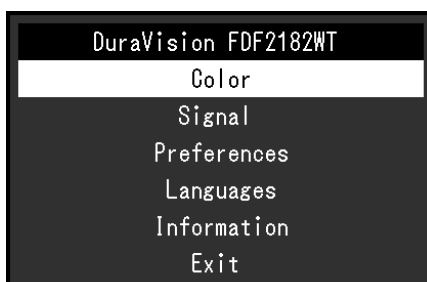 DuraVision FDF2182WT
Color
Signal
Preferences
Languages
Information
Exit